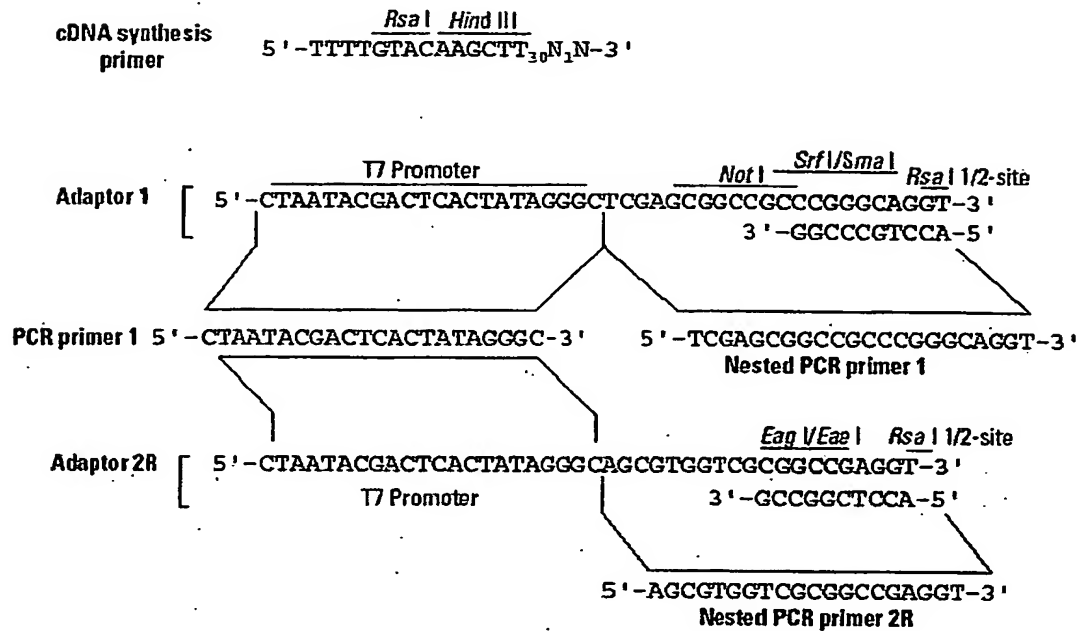 Rsa I Hind III
cDNA synthesis primer 5'-TTTTGTACAAGCTT30N1N-3'
T7 Promoter Not I Srf I/Sma I Rsa I 1/2-site
Adaptor 1 5'-CTAATACGACTCACTATAGGGCTCGAGCGGCCGCCCGGGCAGGT-3'
3'-GGCCCGTCCA-5'
PCR primer 1 5'-CTAATACGACTCACTATAGGGC-3' 5'-TCGAGCGGCCGCCCGGGCAGGT-3'
Nested PCR primer 1
Eag I/Eae I Rsa I 1/2-site
Adaptor 2R 5'-CTAATACGACTCACTATAGGGCAGCGTGGTCGCGGCCGAGGT-3'
T7 Promoter 3'-GCCGGCTCCA-5'
5'-AGCGTGGTCGCGGCCGAGGT-3'
Nested PCR primer 2R